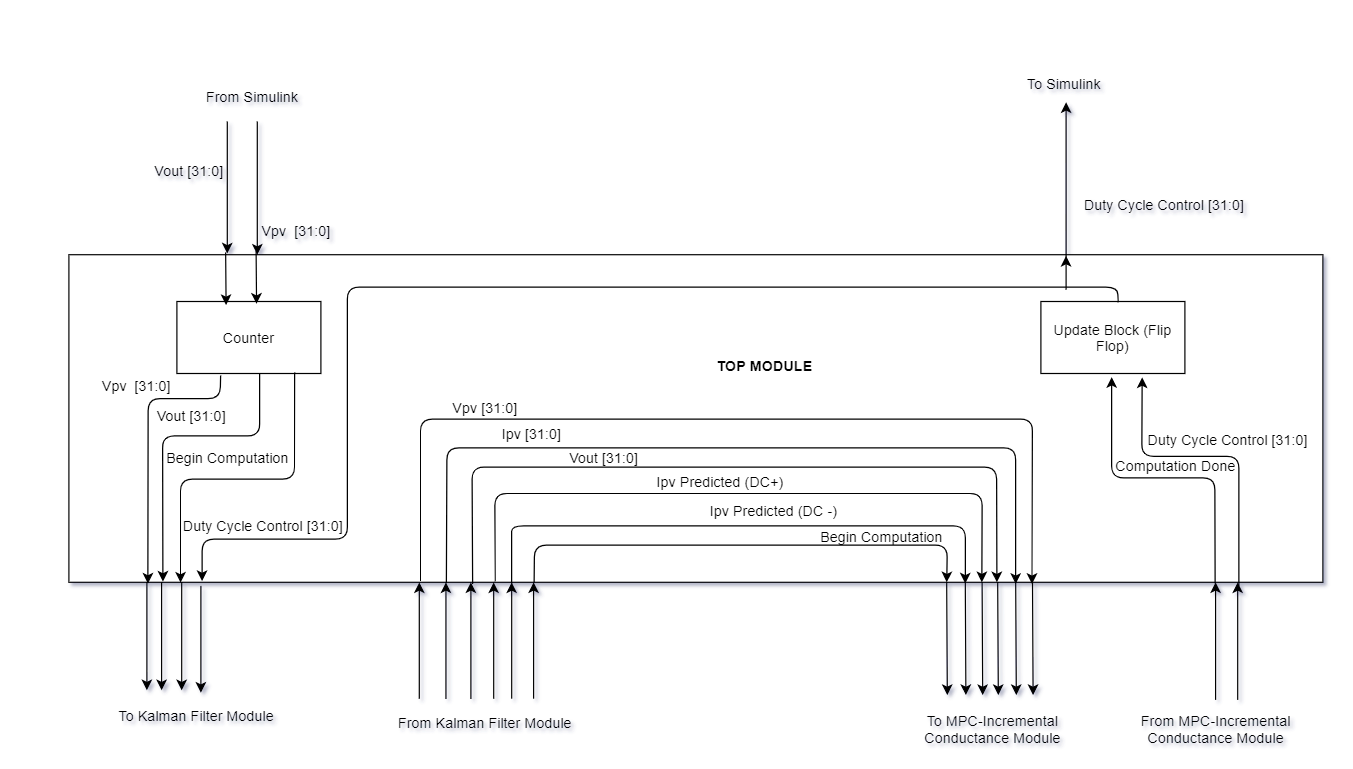 To Simulink
From Simulink
Vout [31:0]
Duty Cycle Control [31:0]
Vpv  [31:0]
Counter
Update Block (Flip
Flop)
TOP MODULE
Vpv  [31:0]
Vout [31:0]
Begin Computation
Duty Cycle Control [31:0]
Vpv [31:0]
Ipv [31:0]
Vout [31:0]
Ipv Predicted (DC+)
Ipv Predicted (DC -)
Begin Computation
Duty Cycle Control [31:0]
Computation Done
To Kalman Filter Module
From Kalman Filter Module
To MPC-Incremental
Conductance Module
From MPC-Incremental
Conductance Module